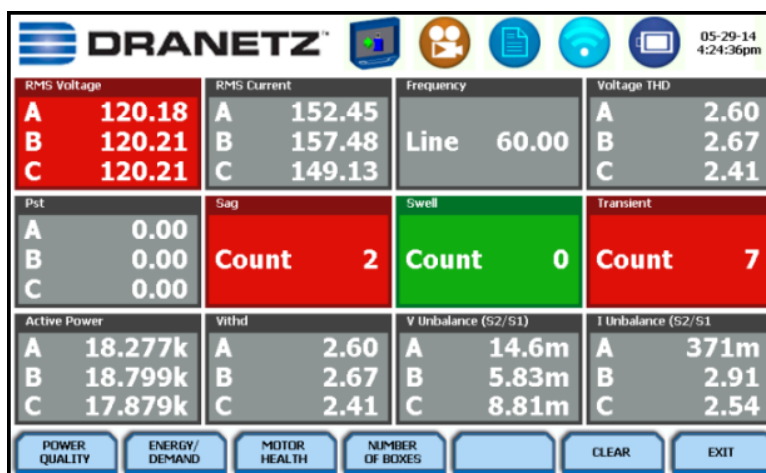 DRANETZ
05-29-14
4:24:36pm
RMS Voltage
A 120.18
B 120.21
C 120.21
RMS Current
A 152.45
B 157.48
C 149.13
Frequency
Line 60.00
Voltage THD
A 2.60
B 2.67
C 2.41
Pst
A 0.00
B 0.00
C 0.00
Sag
Count 2
Swell
Count 0
Transient
Count 7
Active Power
A 18.277k
B 18.799k
C 17.879k
Vithd
A 2.60
B 2.67
C 2.41
V Unbalance (S2/S1)
A 14.6m
B 5.83m
C 8.81m
I Unbalance (S2/S1
A 371m
B 2.91
C 2.54
POWER
QUALITY
ENERGY/
DEMAND
MOTOR
HEALTH
NUMBER
OF BOXES
CLEAR
EXIT